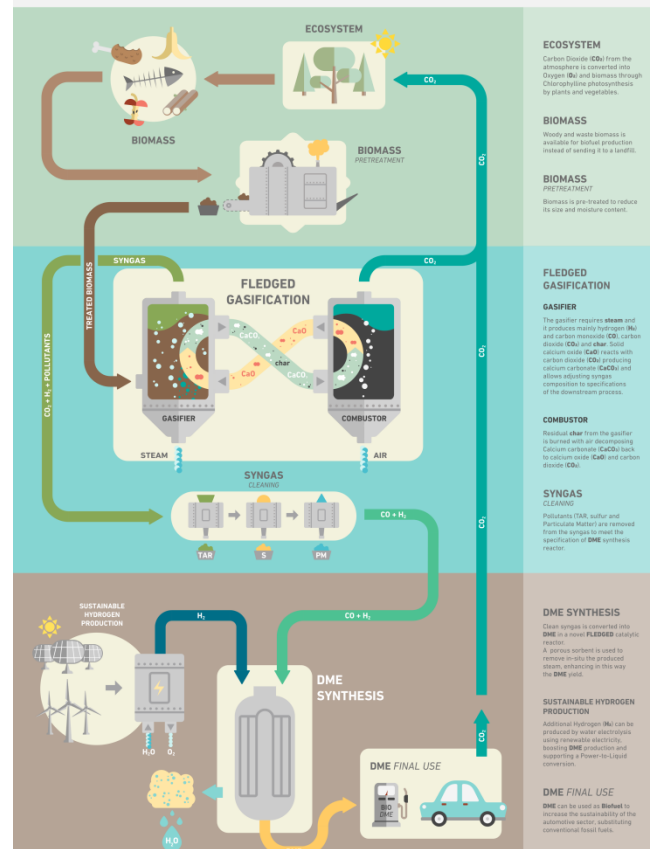 ECOSYSTEM
CO₂
BIOMASS
BIOMASS
PRETREATMENT
CO₂
ECOSYSTEM
Carbon Dioxide (CO₂) from the
atmosphere is converted into
Oxygen (O₂) and biomass through
Chlorophylline photosynthesis
by plants and vegetables.
BIOMASS
Woody and waste biomass is
available for biofuel production
instead of sending it to a landfill.
BIOMASS
PRETREATMENT
Biomass is pre-treated to reduce
its size and moisture content.
SYNGAS
CO₂
TREATED BIOMASS
CO₂ + H₂ + POLLUTANTS
FLEDGED
GASIFICATION
CaCO₃
CaO
char
CaO
CaCO₃
GASIFIER
COMBUSTOR
STEAM
AIR
CO₂
SYNGAS
CLEANING
TAR
S
PM
CO + H₂
CO₂
FLEDGED
GASIFICATION
GASIFIER
The gasifier requires steam and
it produces mainly hydrogen (H₂)
and carbon monoxide (CO), carbon
dioxide (CO₂) and char. Solid
calcium oxide (CaO) reacts with
carbon dioxide (CO₂) producing
calcium carbonate (CaCO₃) and
allows adjusting syngas
composition to specifications
of the downstream process.
COMBUSTOR
Residual char from the gasifier
is burned with air decomposing
Calcium carbonate (CaCO₃) back
to calcium oxide (CaO) and carbon
dioxide (CO₂).
SYNGAS
CLEANING
Pollutants (TAR, sulfur and
Particulate Matter) are removed
from the syngas to meet the
specification of DME synthesis
reactor.
SUSTAINABLE
HYDROGEN
PRODUCTION
H₂
CO + H₂
H₂O
O₂
DME
SYNTHESIS
H₂O
CO₂
DME FINAL USE
BIO
DME
DME SYNTHESIS
Clean syngas is converted into
DME in a novel FLEDGED catalytic
reactor.
A porous sorbent is used to
remove in-situ the produced
steam, enhancing in this way
the DME yield.
SUSTAINABLE HYDROGEN
PRODUCTION
Additional Hydrogen (H₂) can be
produced by water electrolysis
using renewable electricity,
boosting DME production and
supporting a Power-to-Liquid
conversion.
DME FINAL USE
DME can be used as Biofuel to
increase the sustainability of the
automotive sector, substituting
conventional fossil fuels.